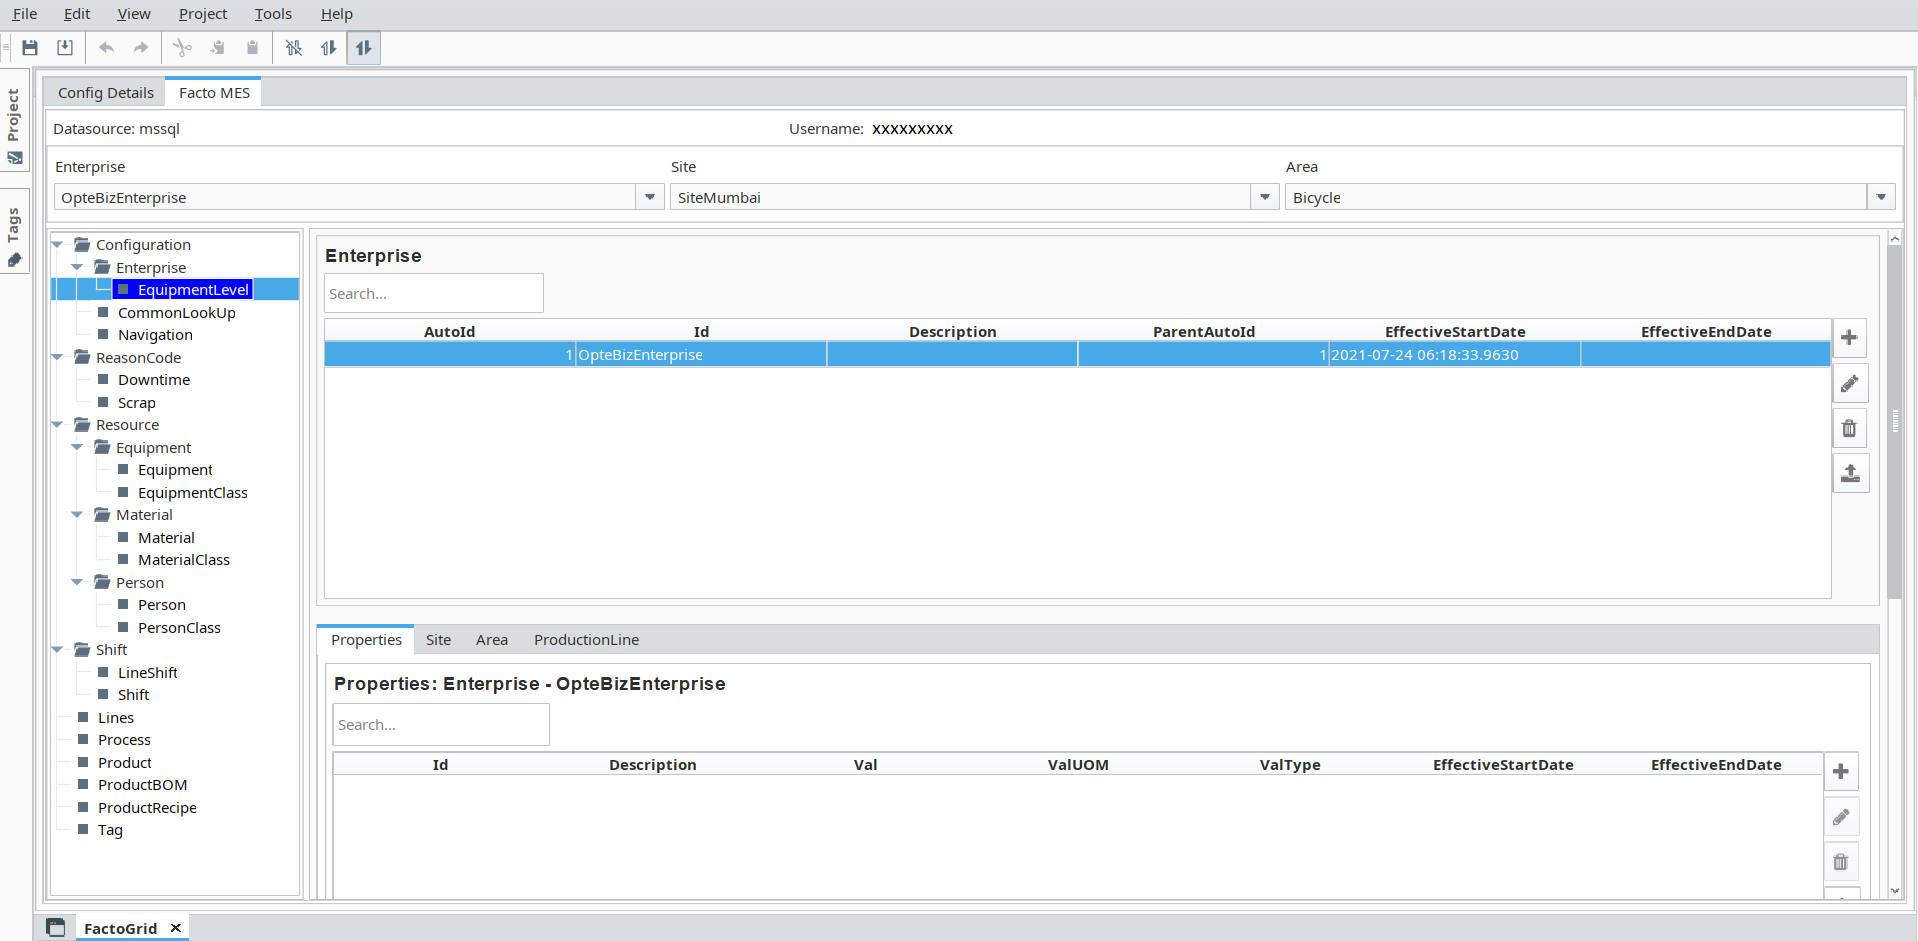 File Edit View Project Tools Help
Project
Tags
Config Details Facto MES
Datasource: mssql Username: xxxxxxxxx
Enterprise Site Area
OpteBizEnterprise SiteMumbai Bicycle
Configuration
Enterprise
EquipmentLevel
CommonLookUp
Navigation
ReasonCode
Downtime
Scrap
Resource
Equipment
Equipment
EquipmentClass
Material
Material
MaterialClass
Person
Person
PersonClass
Shift
LineShift
Shift
Lines
Process
Product
ProductBOM
ProductRecipe
Tag
Enterprise
Search...
AutoId Id Description ParentAutoId EffectiveStartDate EffectiveEndDate
1 OpteBizEnterprise 1 2021-07-24 06:18:33.9630
Properties Site Area ProductionLine
Properties: Enterprise - OpteBizEnterprise
Search...
Id Description Val ValUOM ValType EffectiveStartDate EffectiveEndDate
FactoGrid